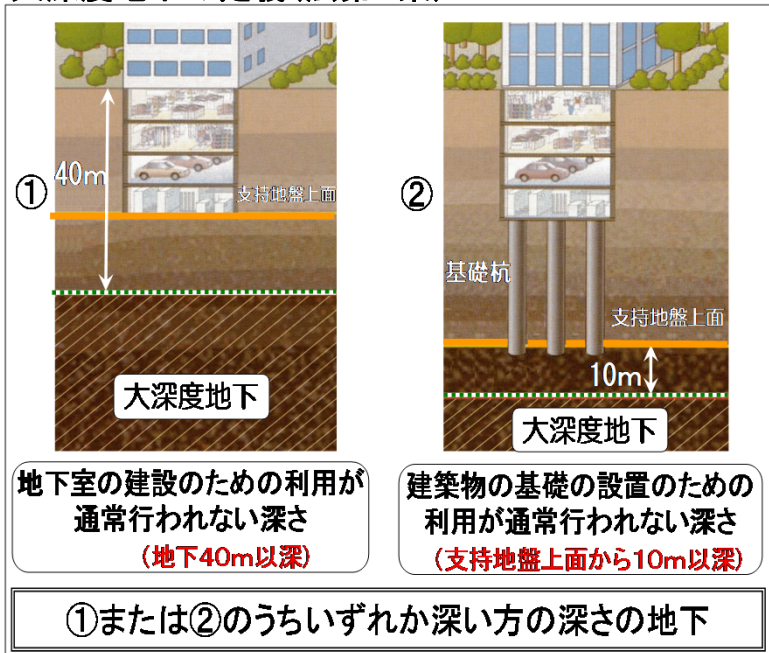 ①
40m
支持地盤上面
大深度地下
地下室の建設のための利用が
通常行われない深さ
(地下40m以深)
②
基礎杭
支持地盤上面
10m
大深度地下
建築物の基礎の設置のための
利用が通常行われない深さ
(支持地盤上面から10m以深)
①または②のうちいずれか深い方の深さの地下